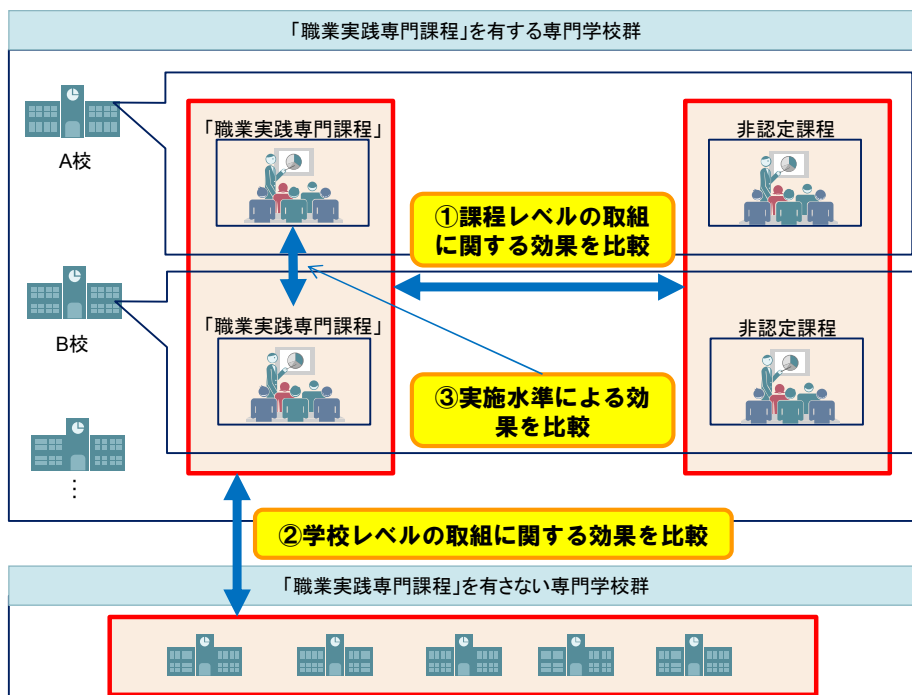 「職業実践専門課程」を有する専門学校群
A校
「職業実践専門課程」
非認定課程
①課程レベルの取組
に関する効果を比較
B校
「職業実践専門課程」
非認定課程
③実施水準による効
果を比較
…
②学校レベルの取組に関する効果を比較
「職業実践専門課程」を有さない専門学校群